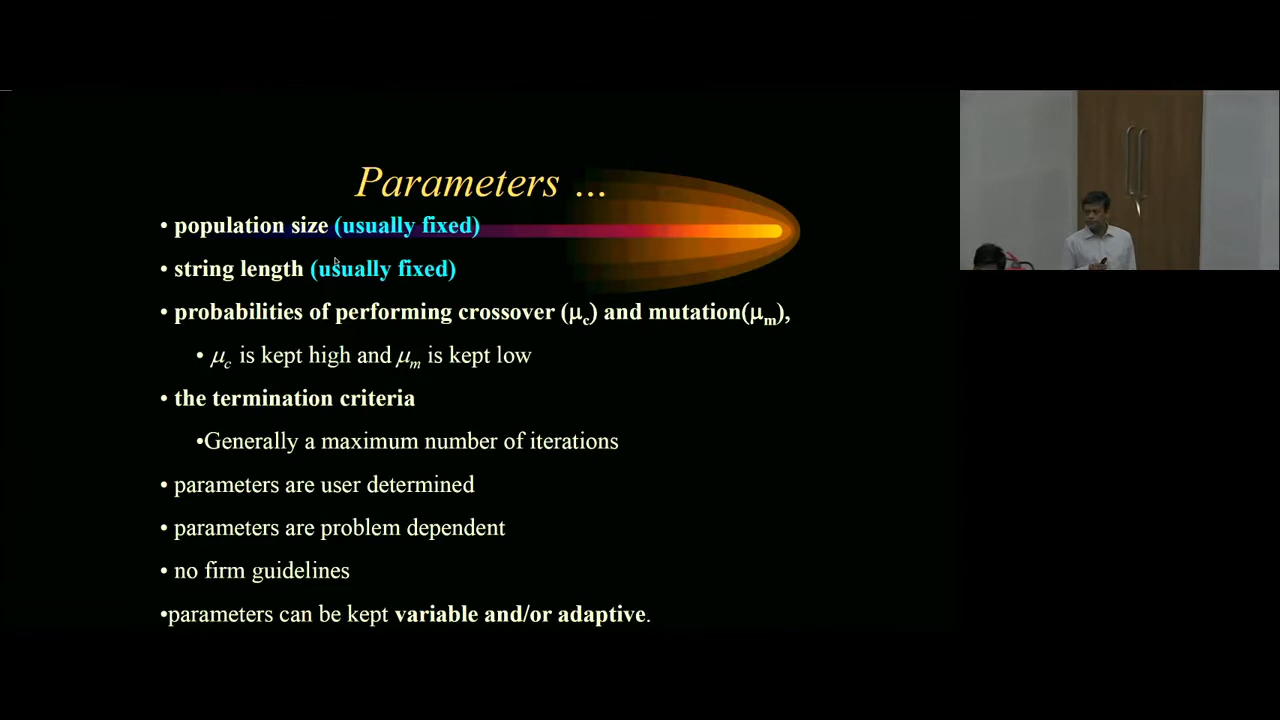 Parameters ...
• population size (usually fixed)
• string length (usually fixed)
• probabilities of performing crossover (μc) and mutation(μm),
• μc is kept high and μm is kept low
• the termination criteria
•Generally a maximum number of iterations
• parameters are user determined
• parameters are problem dependent
• no firm guidelines
•parameters can be kept variable and/or adaptive.